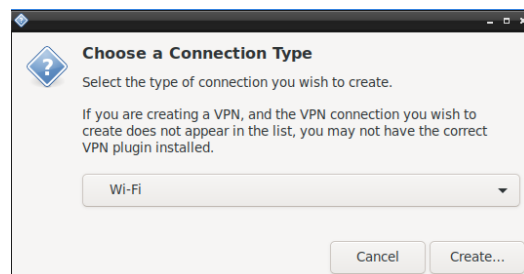 Choose a Connection Type
Select the type of connection you wish to create.
If you are creating a VPN, and the VPN connection you wish to
create does not appear in the list, you may not have the correct
VPN plugin installed.
Wi-Fi
Cancel Create...